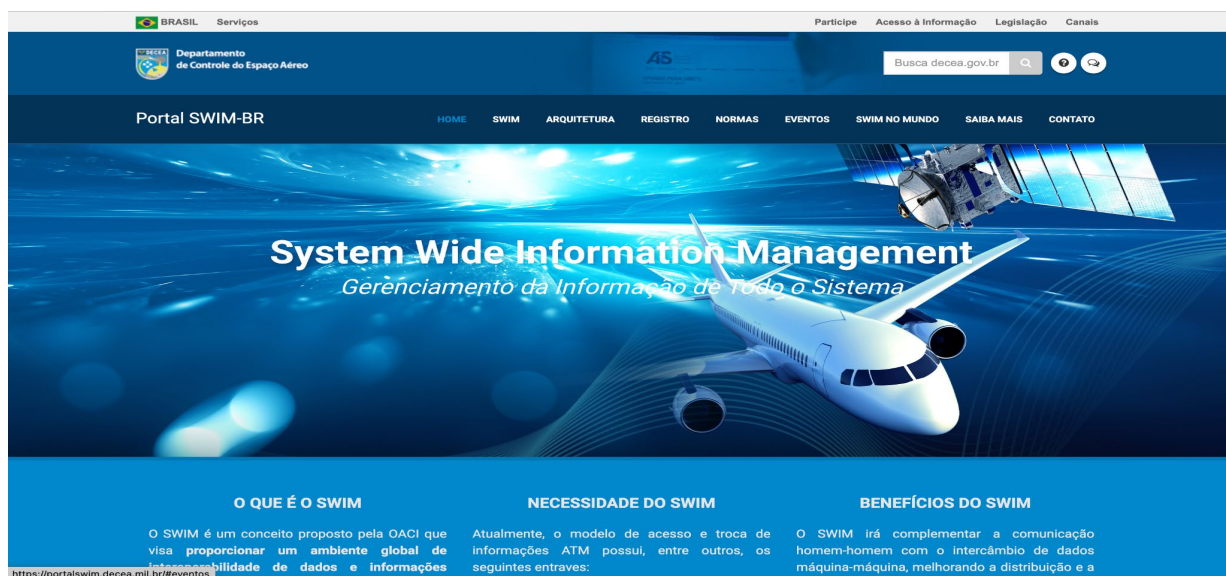 BRASIL Serviços Participe Acesso à Informação Legislação Canais
DECEA
Departamento
de Controle do Espaço Aéreo
AIS
Busca decea.gov.br
Portal SWIM-BR HOME SWIM ARQUITETURA REGISTRO NORMAS EVENTOS SWIM NO MUNDO SAIBA MAIS CONTATO
System Wide Information Management
Gerenciamento da Informação de Todo o Sistema
O QUE É O SWIM
O SWIM é um conceito proposto pela OACI que
visa proporcionar um ambiente global de
interoperabilidade de dados e informações
NECESSIDADE DO SWIM
Atualmente, o modelo de acesso e troca de
informações ATM possui, entre outros, os
seguintes entraves:
BENEFÍCIOS DO SWIM
O SWIM irá complementar a comunicação
homem-homem com o intercâmbio de dados
máquina-máquina, melhorando a distribuição e a
https://portalswim.decea.mil.br/#eventos